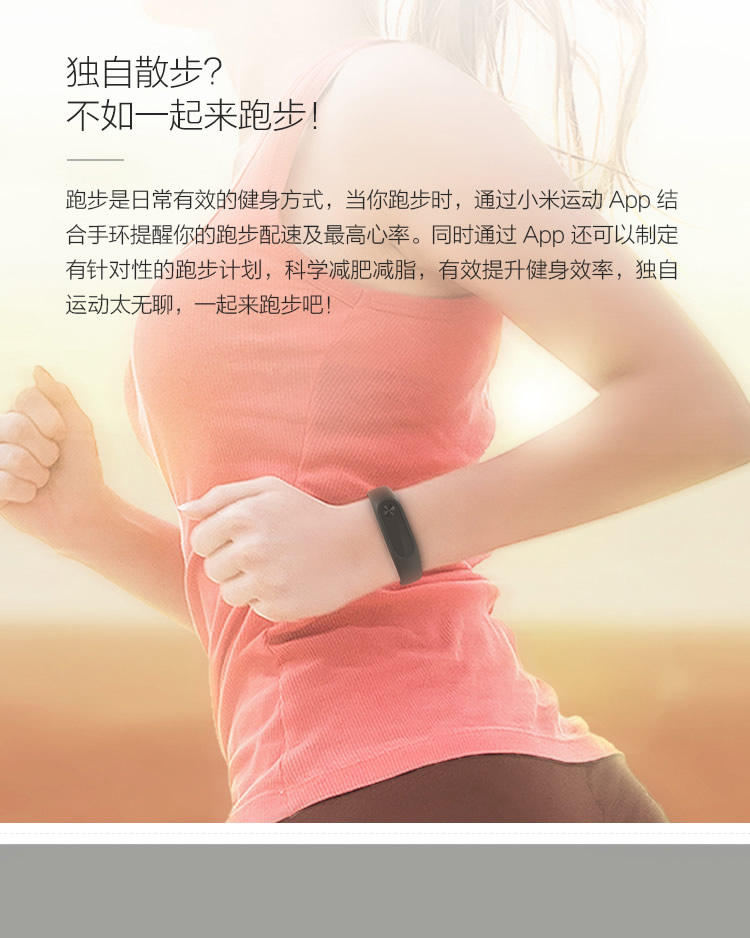 独自散步？
不如一起来跑步！
跑步是日常有效的健身方式，当你跑步时，通过小米运动 App 结
合手环提醒你的跑步配速及最高心率。同时通过 App 还可以制定
有针对性的跑步计划，科学减肥减脂，有效提升健身效率，独自
运动太无聊，一起来跑步吧！